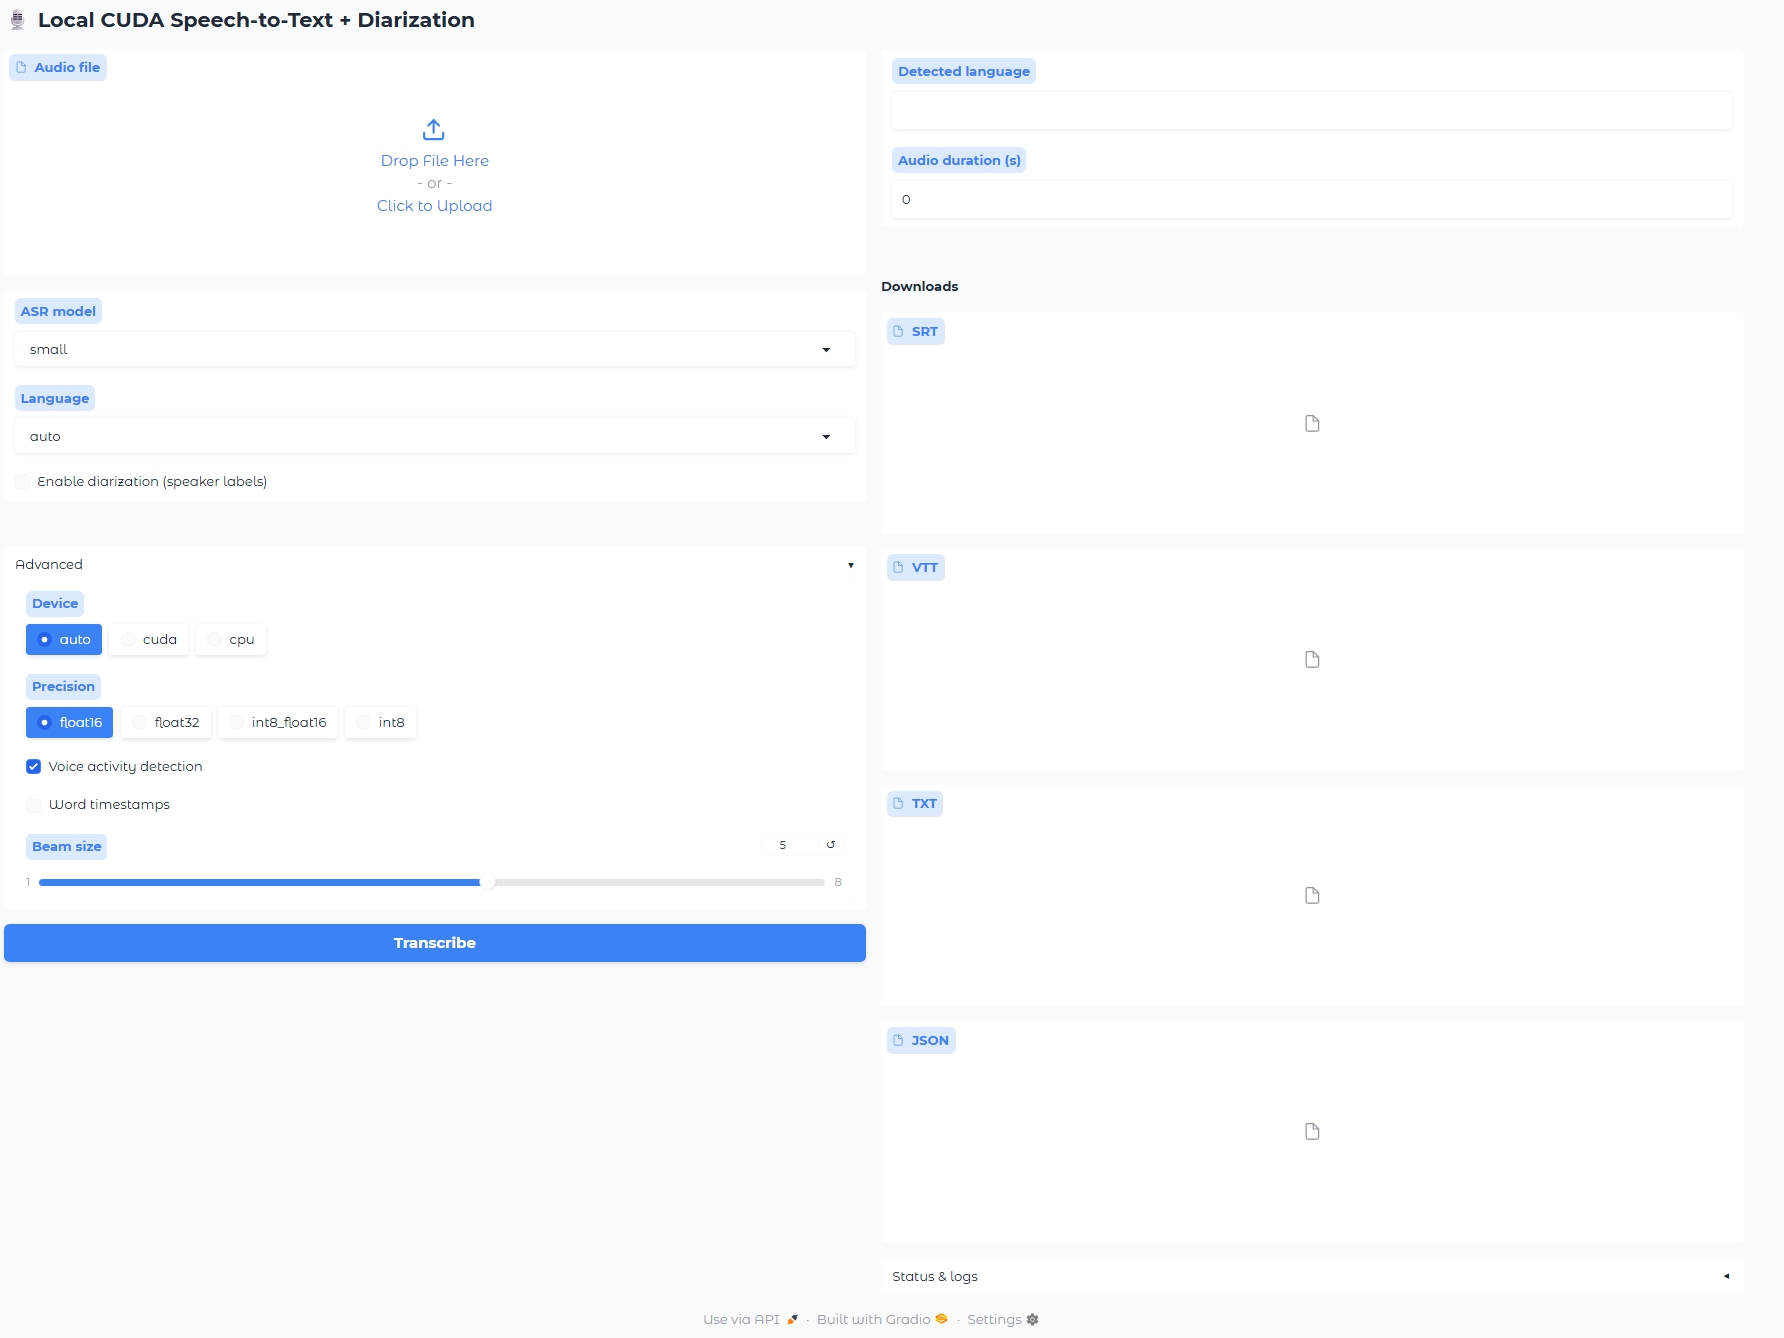 Local CUDA Speech-to-Text + Diarization
Audio file
Drop File Here
- or -
Click to Upload
ASR model
small
Language
auto
Enable diarization (speaker labels)
Advanced
Device
auto
cuda
cpu
Precision
float16
float32
int8_float16
int8
Voice activity detection
Word timestamps
Beam size
5
1
8
Transcribe
Detected language
Audio duration (s)
0
Downloads
SRT
VTT
TXT
JSON
Status & logs
Use via API · Built with Gradio · Settings